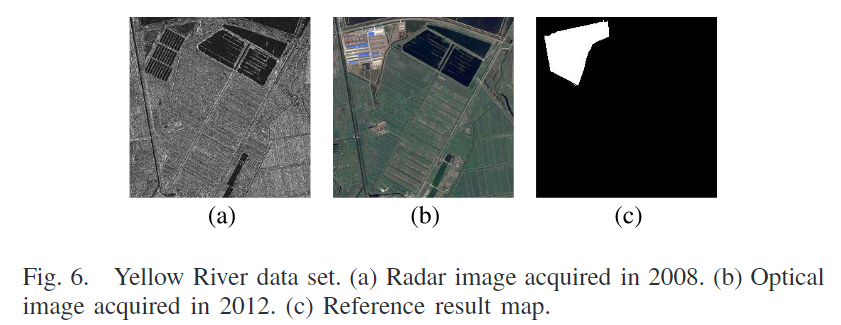 (a) (b) (c)
Fig. 6. Yellow River data set. (a) Radar image acquired in 2008. (b) Optical
image acquired in 2012. (c) Reference result map.